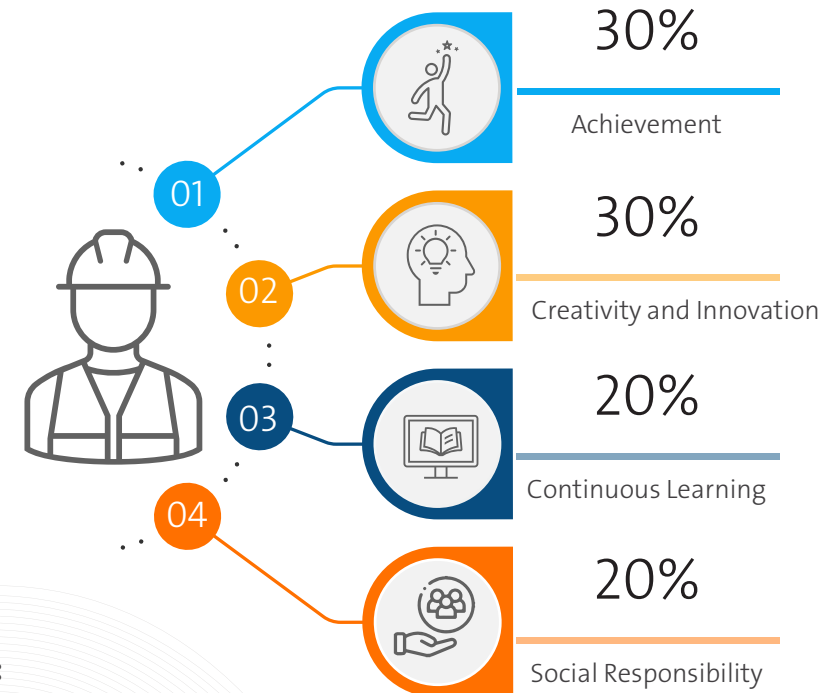 30%
Achievement
01
30%
02
Creativity and Innovation
20%
03
Continuous Learning
04
20%
Social Responsibility